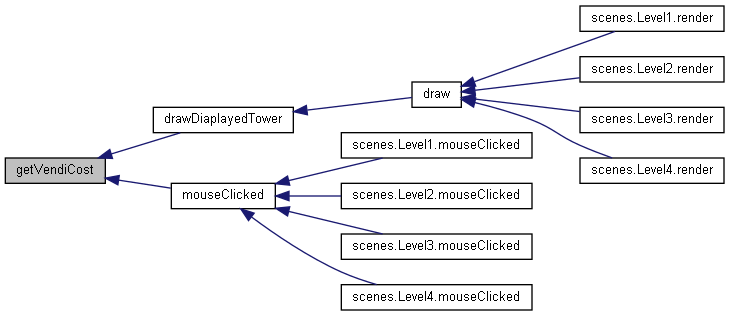 getVendiCost
drawDiaplayedTower
draw
scenes.Level1.render
scenes.Level2.render
scenes.Level3.render
scenes.Level4.render
mouseClicked
scenes.Level1.mouseClicked
scenes.Level2.mouseClicked
scenes.Level3.mouseClicked
scenes.Level4.mouseClicked